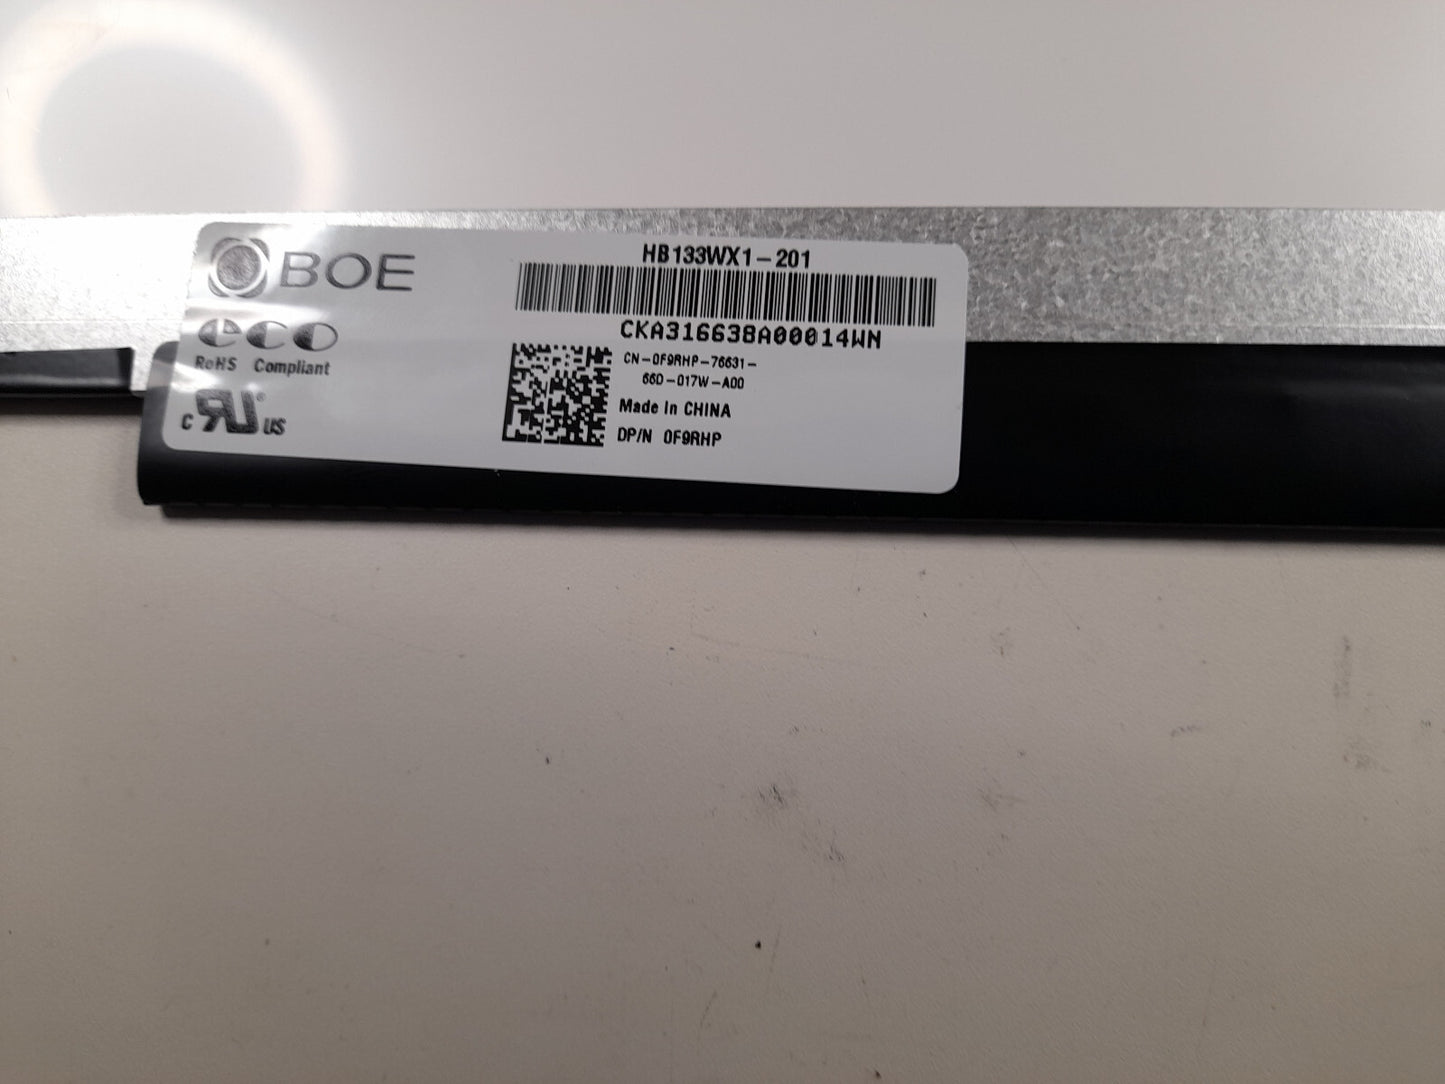 BOE
HB133WX1-201
CKA316638A00014WN
eco
RoHS Compliant
CN-0F9RHP-76631-
66D-017W-A00
Made In CHINA
DP/N 0F9RHP
C RU® US